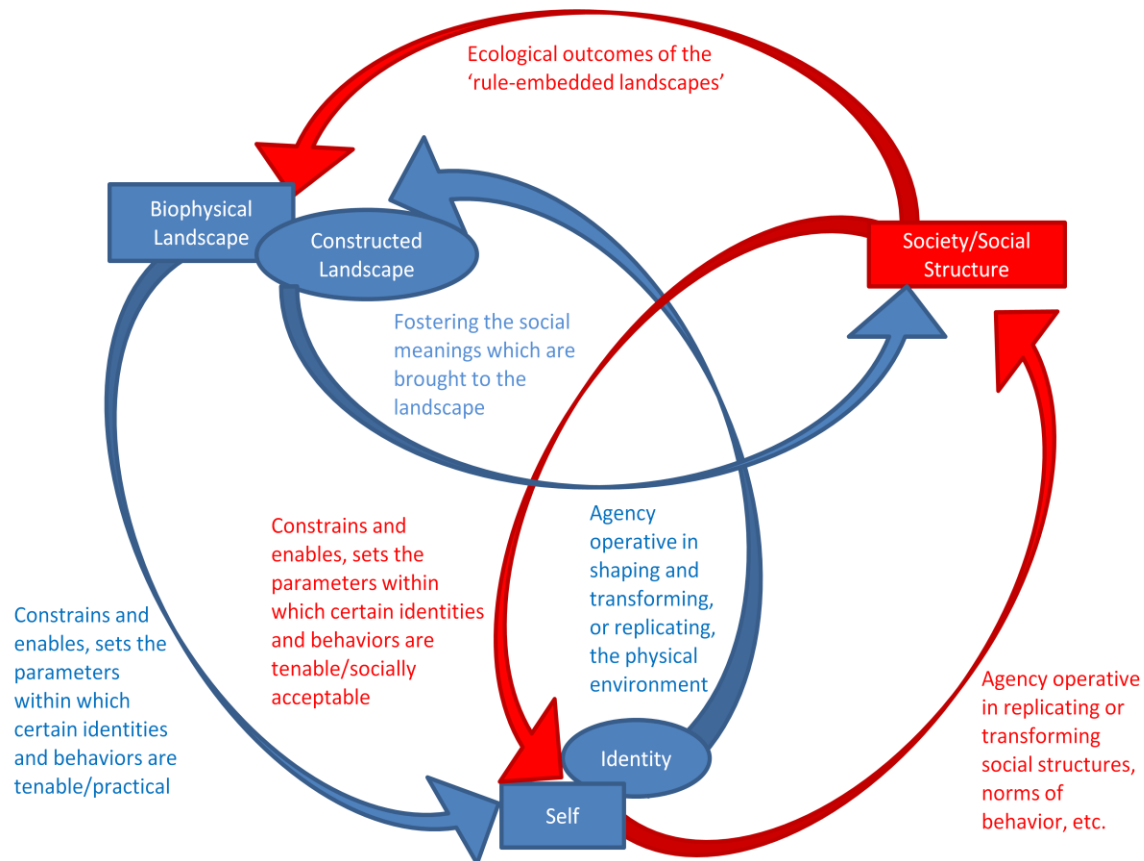 Ecological outcomes of the
‘rule-embedded landscapes’
Biophysical
Landscape
Constructed
Landscape
Society/Social
Structure
Fostering the social
meanings which are
brought to the
landscape
Constrains and
enables, sets the
parameters within
which certain identities
and behaviors are
tenable/socially
acceptable
Agency
operative in
shaping and
transforming,
or replicating,
the physical
environment
Constrains and
enables, sets the
parameters
within which
certain identities
and behaviors are
tenable/practical
Agency operative
in replicating or
transforming
social structures,
norms of
behavior, etc.
Identity
Self